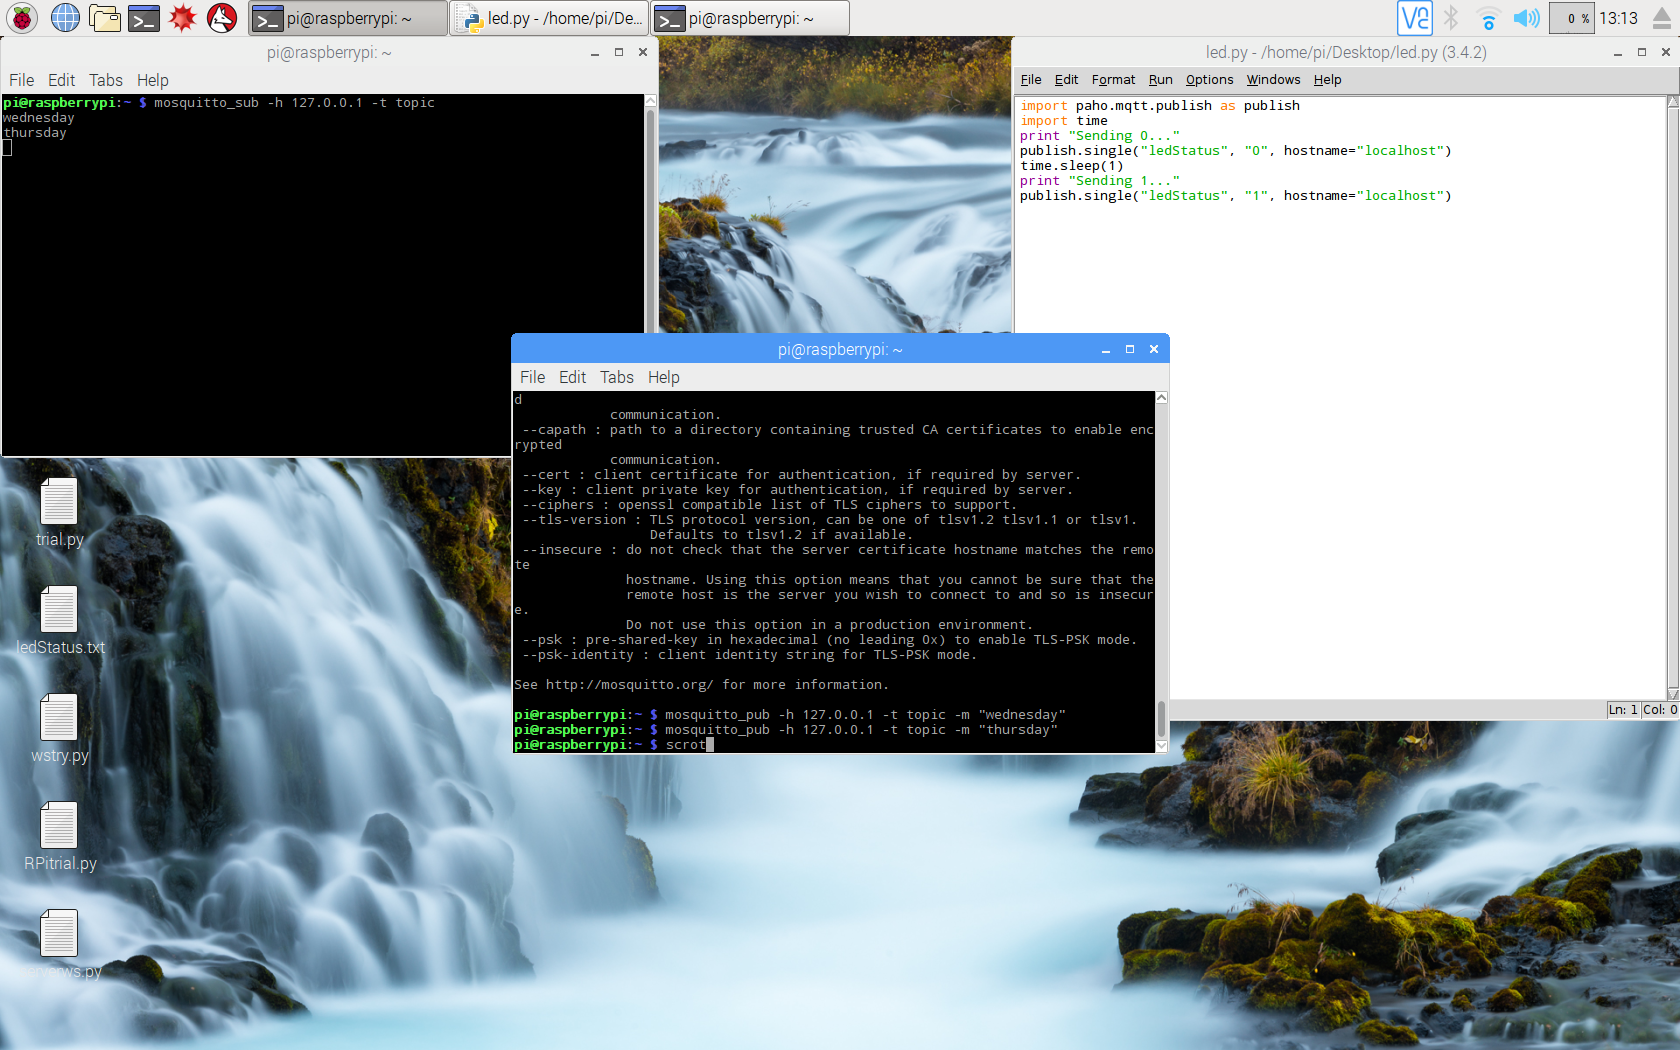 pi@raspberrypi: ~
led.py - /home/pi/De...
pi@raspberrypi: ~
0 %
13:13
pi@raspberrypi: ~
File Edit Tabs Help
pi@raspberrypi:~ $ mosquitto_sub -h 127.0.0.1 -t topic
wednesday
thursday
led.py - /home/pi/Desktop/led.py (3.4.2)
File Edit Format Run Options Windows Help
import paho.mqtt.publish as publish
import time
print "Sending 0..."
publish.single("ledStatus", "0", hostname="localhost")
time.sleep(1)
print "Sending 1..."
publish.single("ledStatus", "1", hostname="localhost")
Ln: 1 Col: 0
pi@raspberrypi: ~
File Edit Tabs Help
d
communication.
--capath : path to a directory containing trusted CA certificates to enable enc
rypted
communication.
--cert : client certificate for authentication, if required by server.
--key : client private key for authentication, if required by server.
--ciphers : openssl compatible list of TLS ciphers to support.
--tls-version : TLS protocol version, can be one of tlsv1.2 tlsv1.1 or tlsv1.
Defaults to tlsv1.2 if available.
--insecure : do not check that the server certificate hostname matches the remo
te
hostname. Using this option means that you cannot be sure that the
remote host is the server you wish to connect to and so is insecur
e.
Do not use this option in a production environment.
--psk : pre-shared-key in hexadecimal (no leading 0x) to enable TLS-PSK mode.
--psk-identity : client identity string for TLS-PSK mode.
See http://mosquitto.org/ for more information.
pi@raspberrypi:~ $ mosquitto_pub -h 127.0.0.1 -t topic -m "wednesday"
pi@raspberrypi:~ $ mosquitto_pub -h 127.0.0.1 -t topic -m "thursday"
pi@raspberrypi:~ $ scrot
trial.py
ledStatus.txt
wstry.py
RPitrial.py